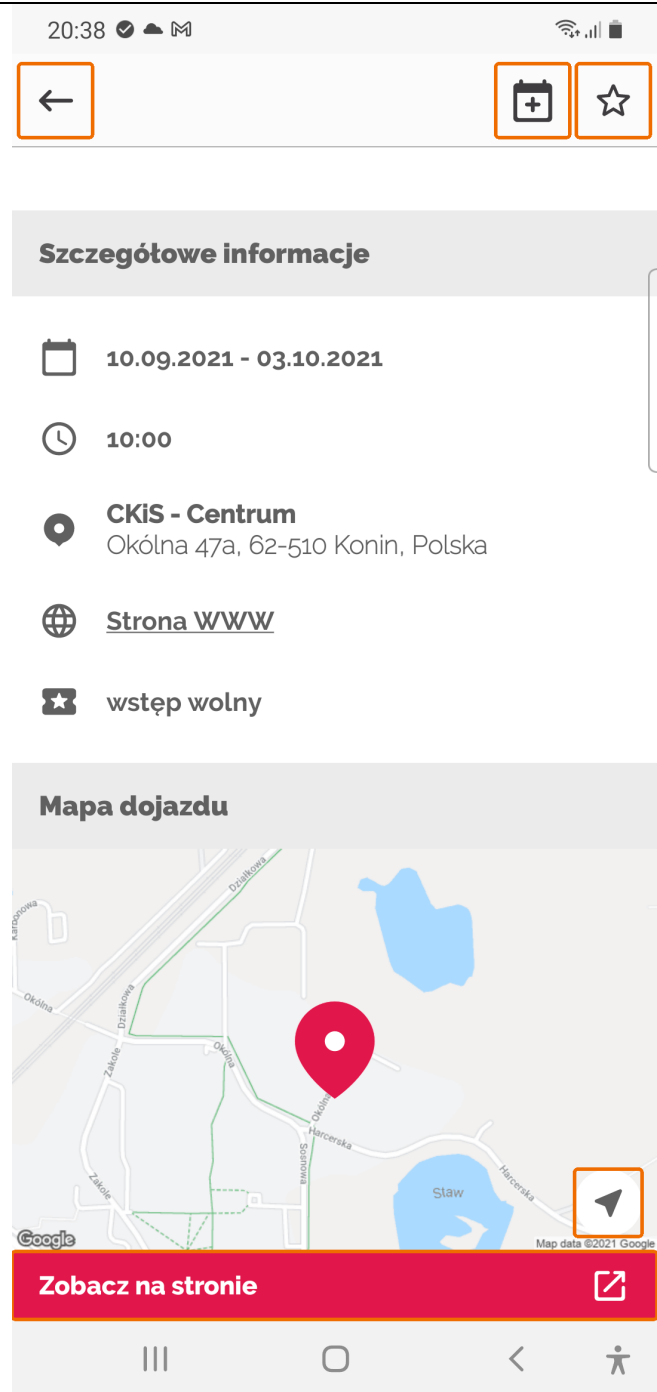 20:38
Szczegółowe informacje
10.09.2021 - 03.10.2021
10:00
CKiS - Centrum
Okólna 47a, 62-510 Konin, Polska
Strona WWW
wstęp wolny
Mapa dojazdu
Działkowa
Karbonowa
Okólna
Działkowa
Zakole
Okólna
Okólna
Harcerska
Sosnowa
Zakole
Staw
Harcerska
Google
Map data ©2021 Google
Zobacz na stronie